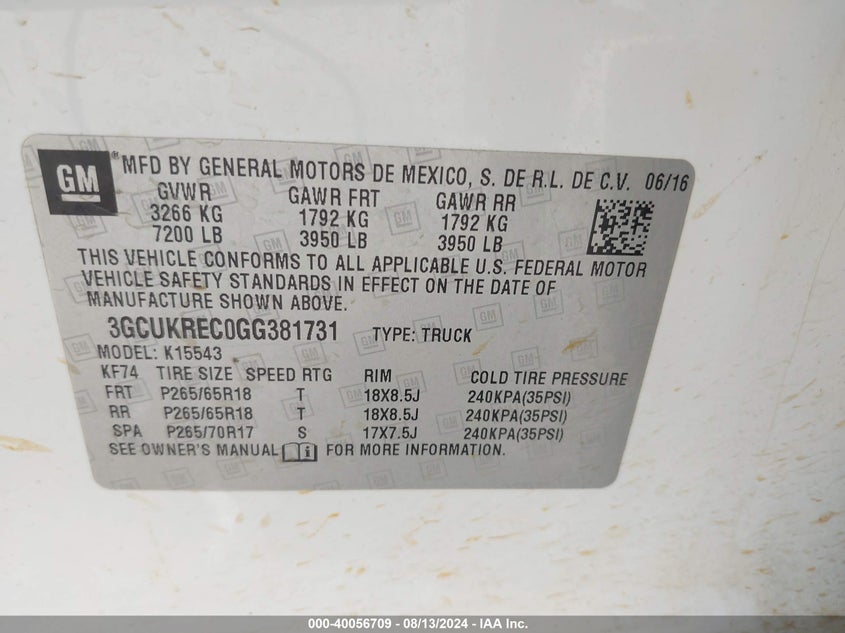 GM ® MFD BY GENERAL MOTORS DE MEXICO, S. DE R.L. DE C.V. 06/16
GVWR GAWR FRT GAWR RR
3266 KG 1792 KG 1792 KG
7200 LB 3950 LB 3950 LB
THIS VEHICLE CONFORMS TO ALL APPLICABLE U.S. FEDERAL MOTOR
VEHICLE SAFETY STANDARDS IN EFFECT ON THE DATE OF
MANUFACTURE SHOWN ABOVE.
3GCUKREC0GG381731 TYPE: TRUCK
MODEL: K15543
KF74 TIRE SIZE SPEED RTG RIM COLD TIRE PRESSURE
FRT P265/65R18 T 18X8.5J 240KPA(35PSI)
RR P265/65R18 T 18X8.5J 240KPA(35PSI)
SPA P265/70R17 S 17X7.5J 240KPA(35PSI)
SEE OWNER'S MANUAL i FOR MORE INFORMATION.
000-40056709 - 08/13/2024 - IAA Inc.